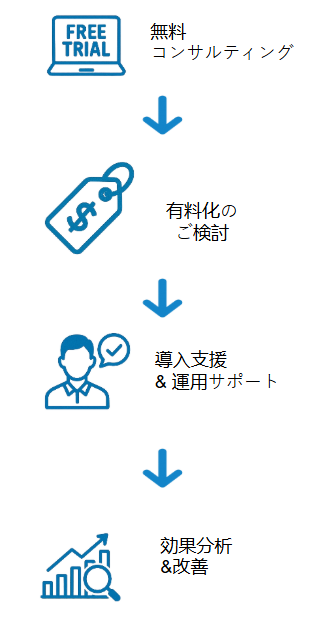 FREE
TRIAL
無料
コンサルティング
$
有料化の
ご検討
導入支援
& 運用サポート
効果分析
&改善